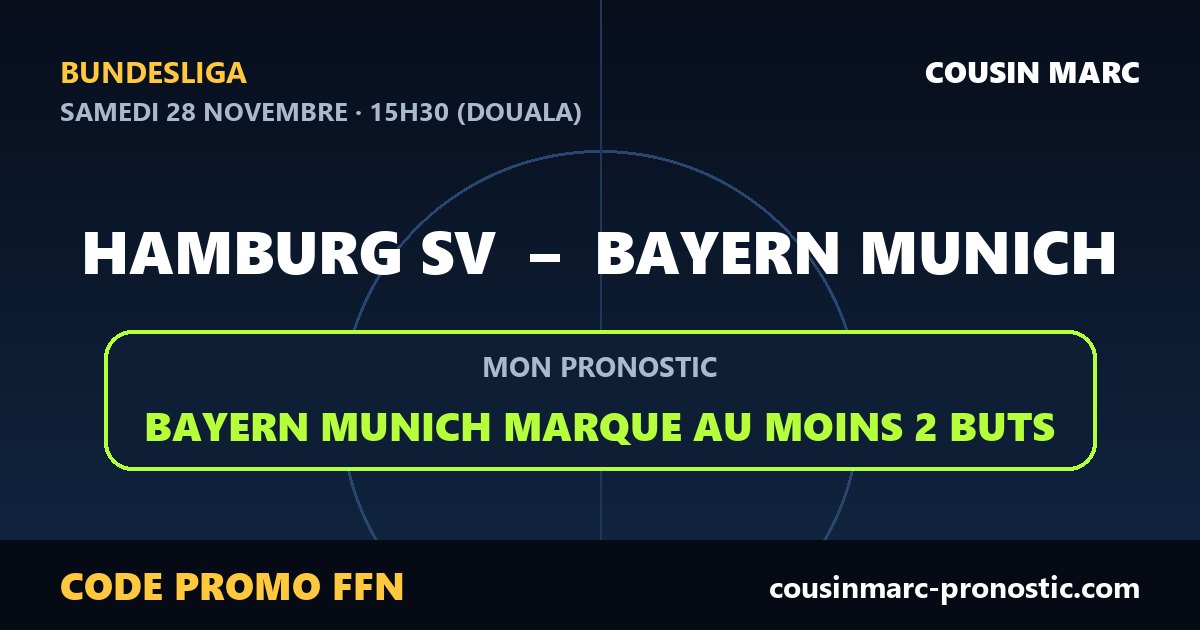 BUNDESLIGA
COUSIN MARC
SAMEDI 28 NOVEMBRE · 15H30 (DOUALA)
HAMBURG SV – BAYERN MUNICH
MON PRONOSTIC
BAYERN MUNICH MARQUE AU MOINS 2 BUTS
CODE PROMO FFN
cousinmarc-pronostic.com